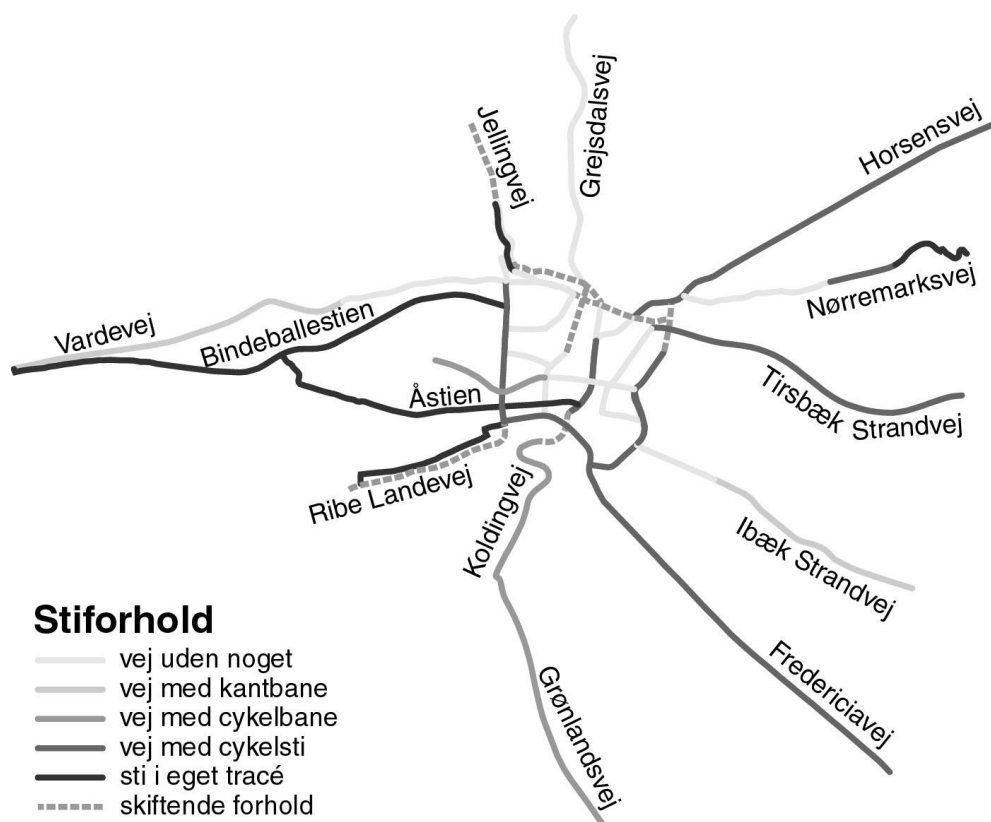 Grejsdalsvej
Jellingvej
Horsensvej
Nørremarksvej
Vardevej
Bindeballestien
Åstien
Tirsbæk Strandvej
Ribe Landevej
Koldingvej
Ibæk Strandvej
Fredericiavej
Grønlandsvej
Stiforhold
vej uden noget
vej med kantbane
vej med cykelbane
vej med cykelsti
sti i eget tracé
skiftende forhold